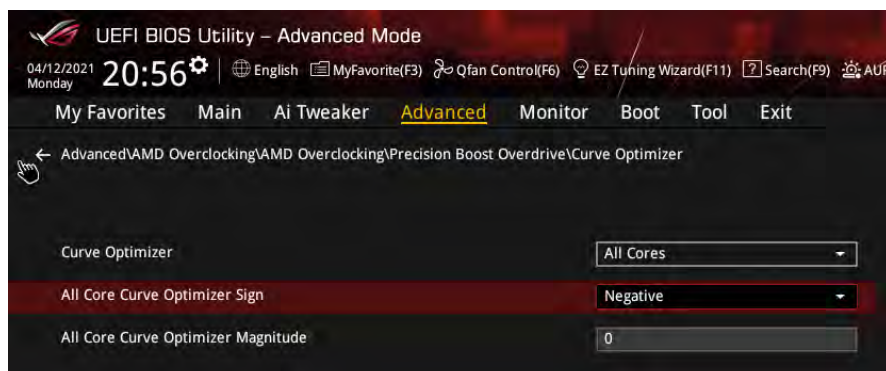 UEFI BIOS Utility – Advanced Mode
04/12/2021 Monday 20:56 English MyFavorite(F3) Qfan Control(F6) EZ Tuning Wizard(F11) Search(F9)
My Favorites Main Ai Tweaker Advanced Monitor Boot Tool Exit
← Advanced\AMD Overclocking\AMD Overclocking\Precision Boost Overdrive\Curve Optimizer
Curve Optimizer All Cores
All Core Curve Optimizer Sign Negative
All Core Curve Optimizer Magnitude 0